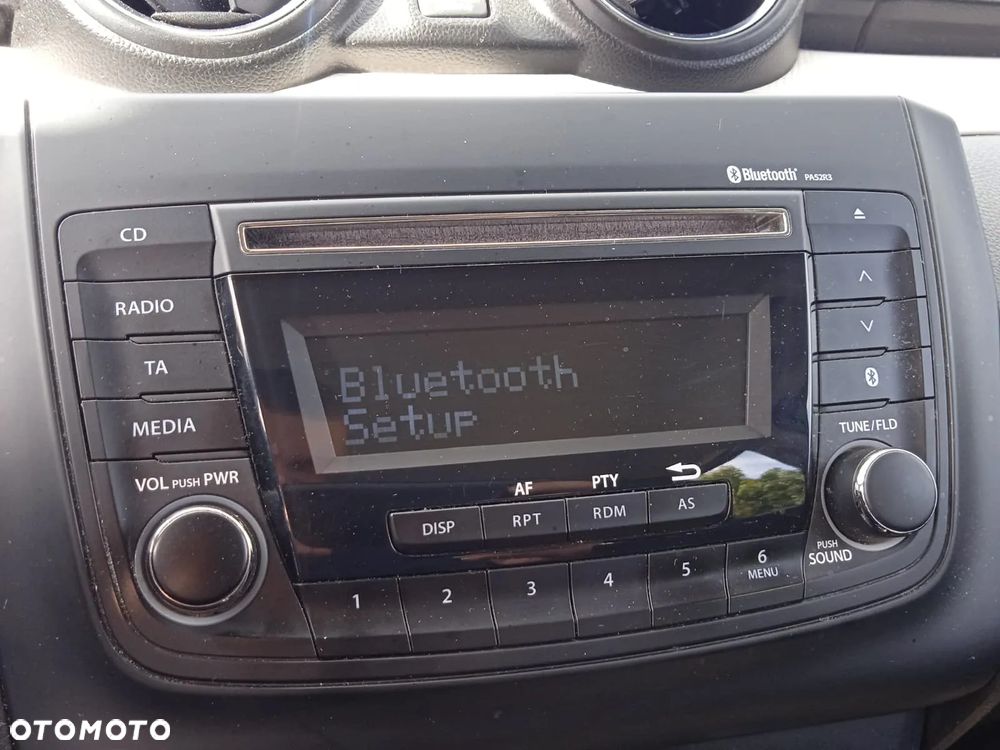 Bluetooth PA52R3
CD
RADIO
TA
MEDIA
VOL PUSH PWR
Bluetooth
Setup
AF PTY
DISP RPT RDM AS
TUNE/FLD
PUSH
SOUND
1 2 3 4 5 6
MENU
OTOMOTO